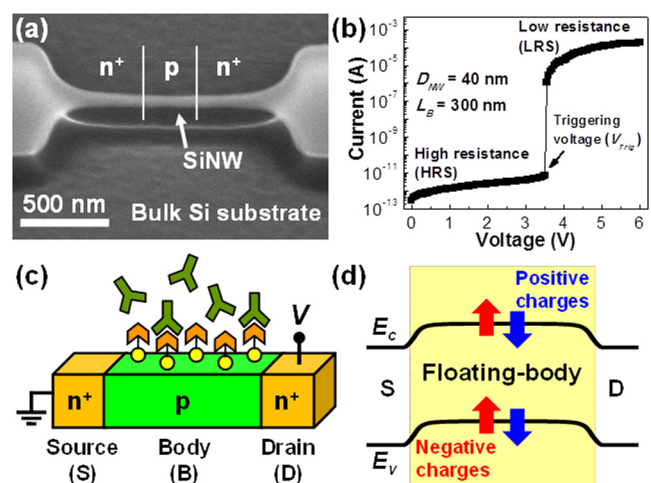 (a)
n+ p n+
SiNW
500 nm
Bulk Si substrate
(b)
Current (A)
10-3
10-5
10-7
10-9
10-11
10-13
Low resistance
(LRS)
DNW = 40 nm
LB = 300 nm
Triggering
voltage (VTrig)
High resistance
(HRS)
0 1 2 3 4 5 6
Voltage (V)
(c)
V
n+ p n+
Source Body Drain
(S) (B) (D)
(d)
Positive
charges
EC
Floating-body
S D
EV
Negative
charges